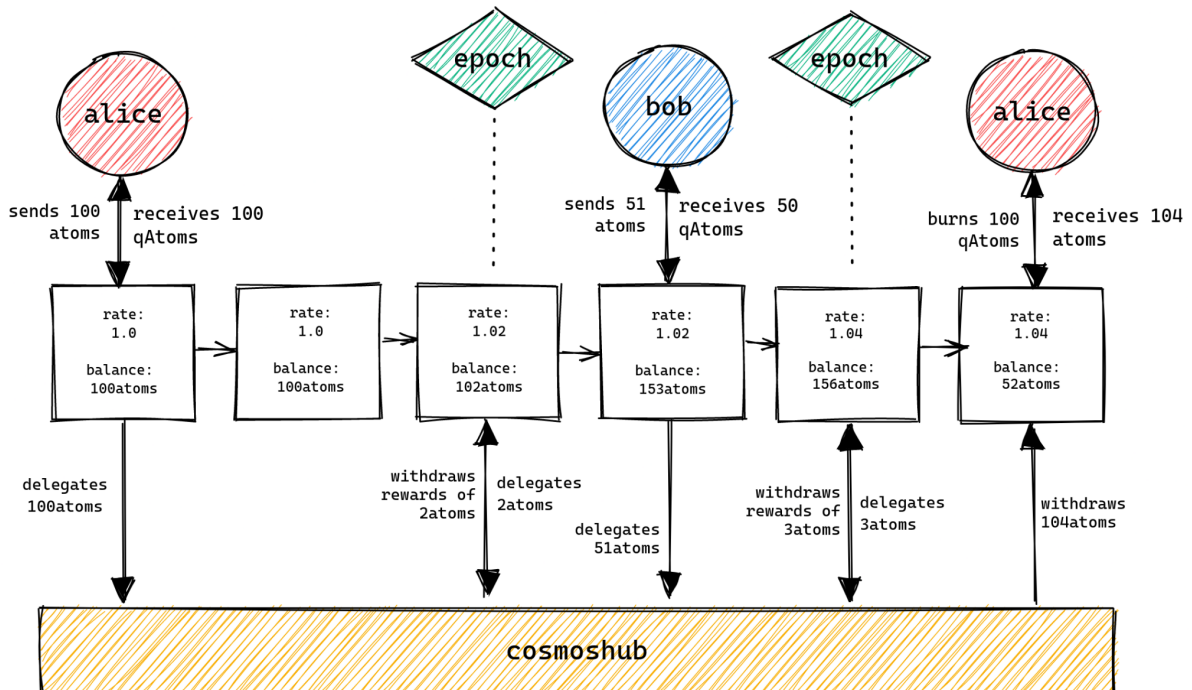 epoch
epoch
alice
bob
alice
sends 100
atoms
receives 100
qAtoms
sends 51
atoms
receives 50
qAtoms
burns 100
qAtoms
receives 104
atoms
rate:
1.0
balance:
100atoms
rate:
1.0
balance:
100atoms
rate:
1.02
balance:
102atoms
rate:
1.02
balance:
153atoms
rate:
1.04
balance:
156atoms
rate:
1.04
balance:
52atoms
delegates
100atoms
withdraws
rewards of
2atoms
delegates
2atoms
delegates
51atoms
withdraws
rewards of
3atoms
delegates
3atoms
withdraws
104atoms
cosmoshub